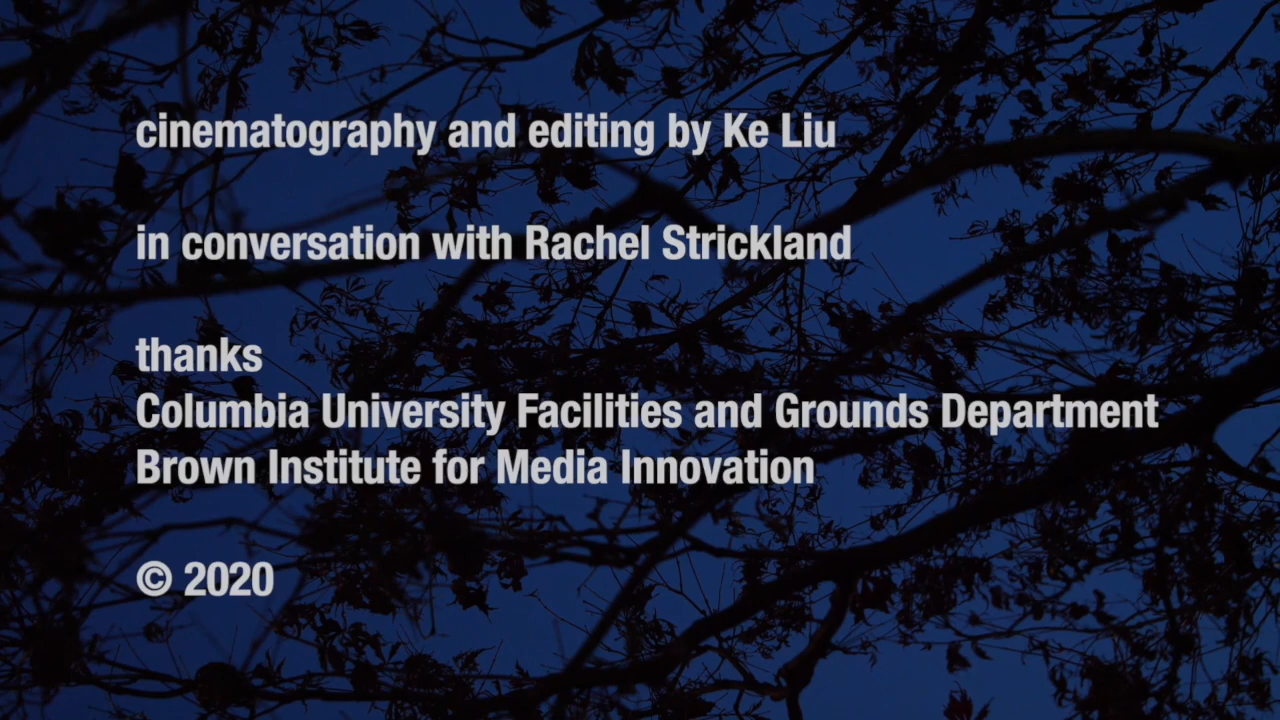 cinematography and editing by Ke Liu
in conversation with Rachel Strickland
thanks
Columbia University Facilities and Grounds Department
Brown Institute for Media Innovation
© 2020